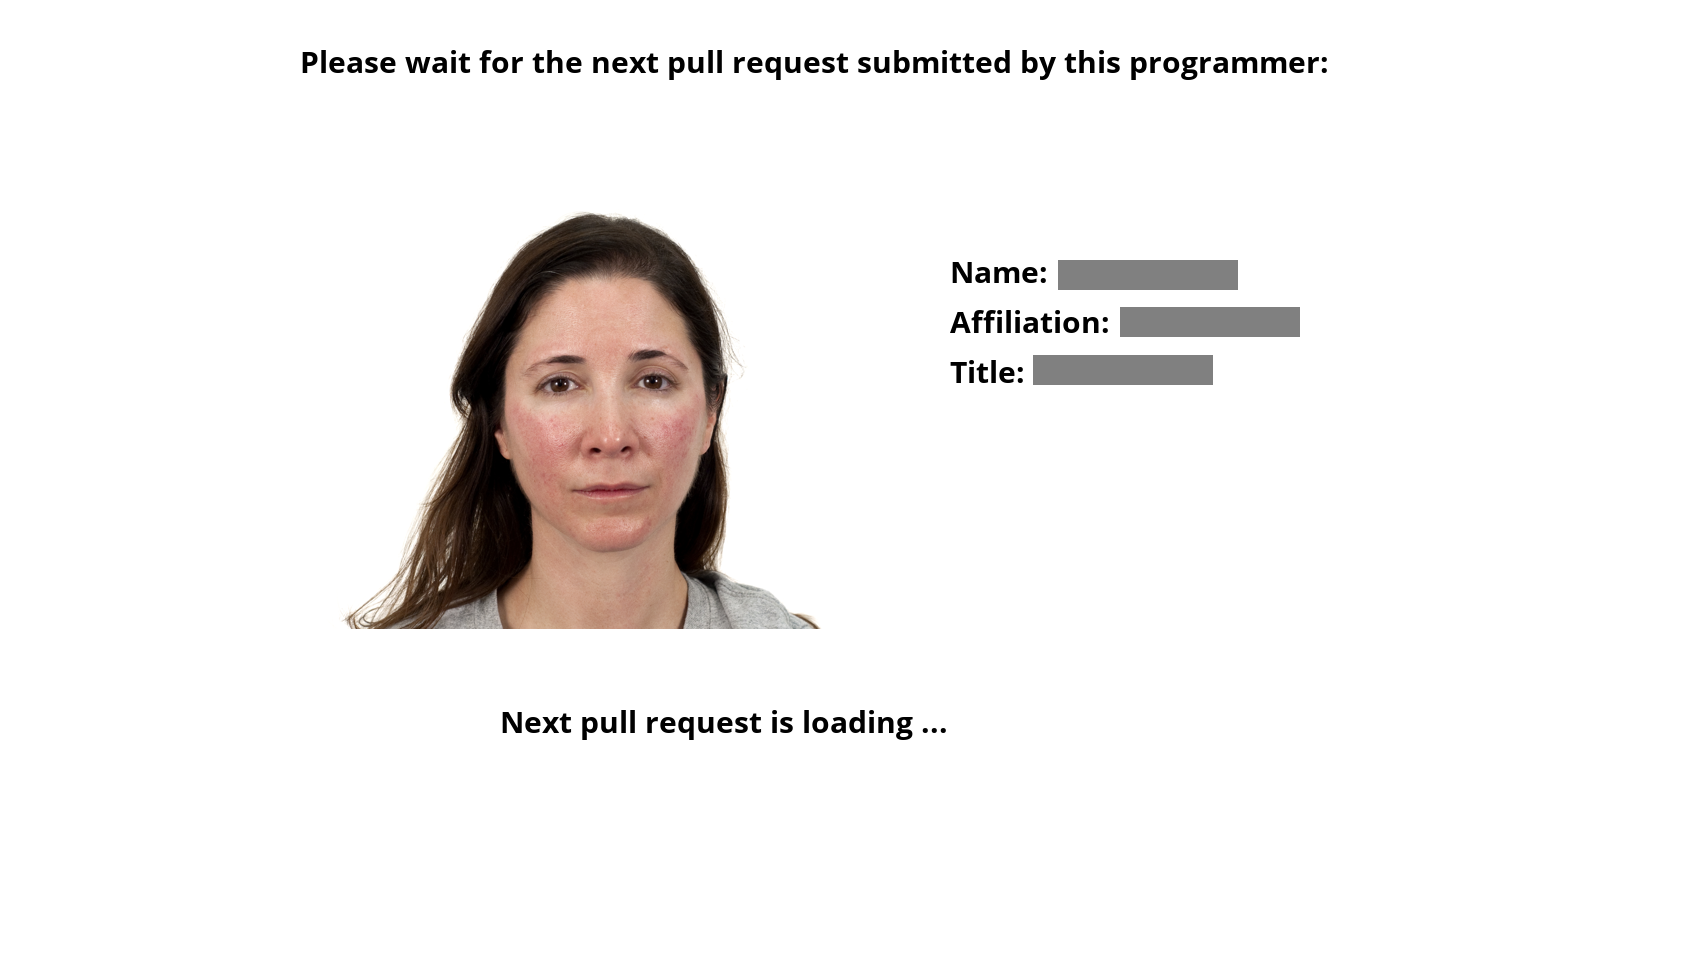 Please wait for the next pull request submitted by this programmer:
Name:
Affiliation:
Title:
Next pull request is loading ...